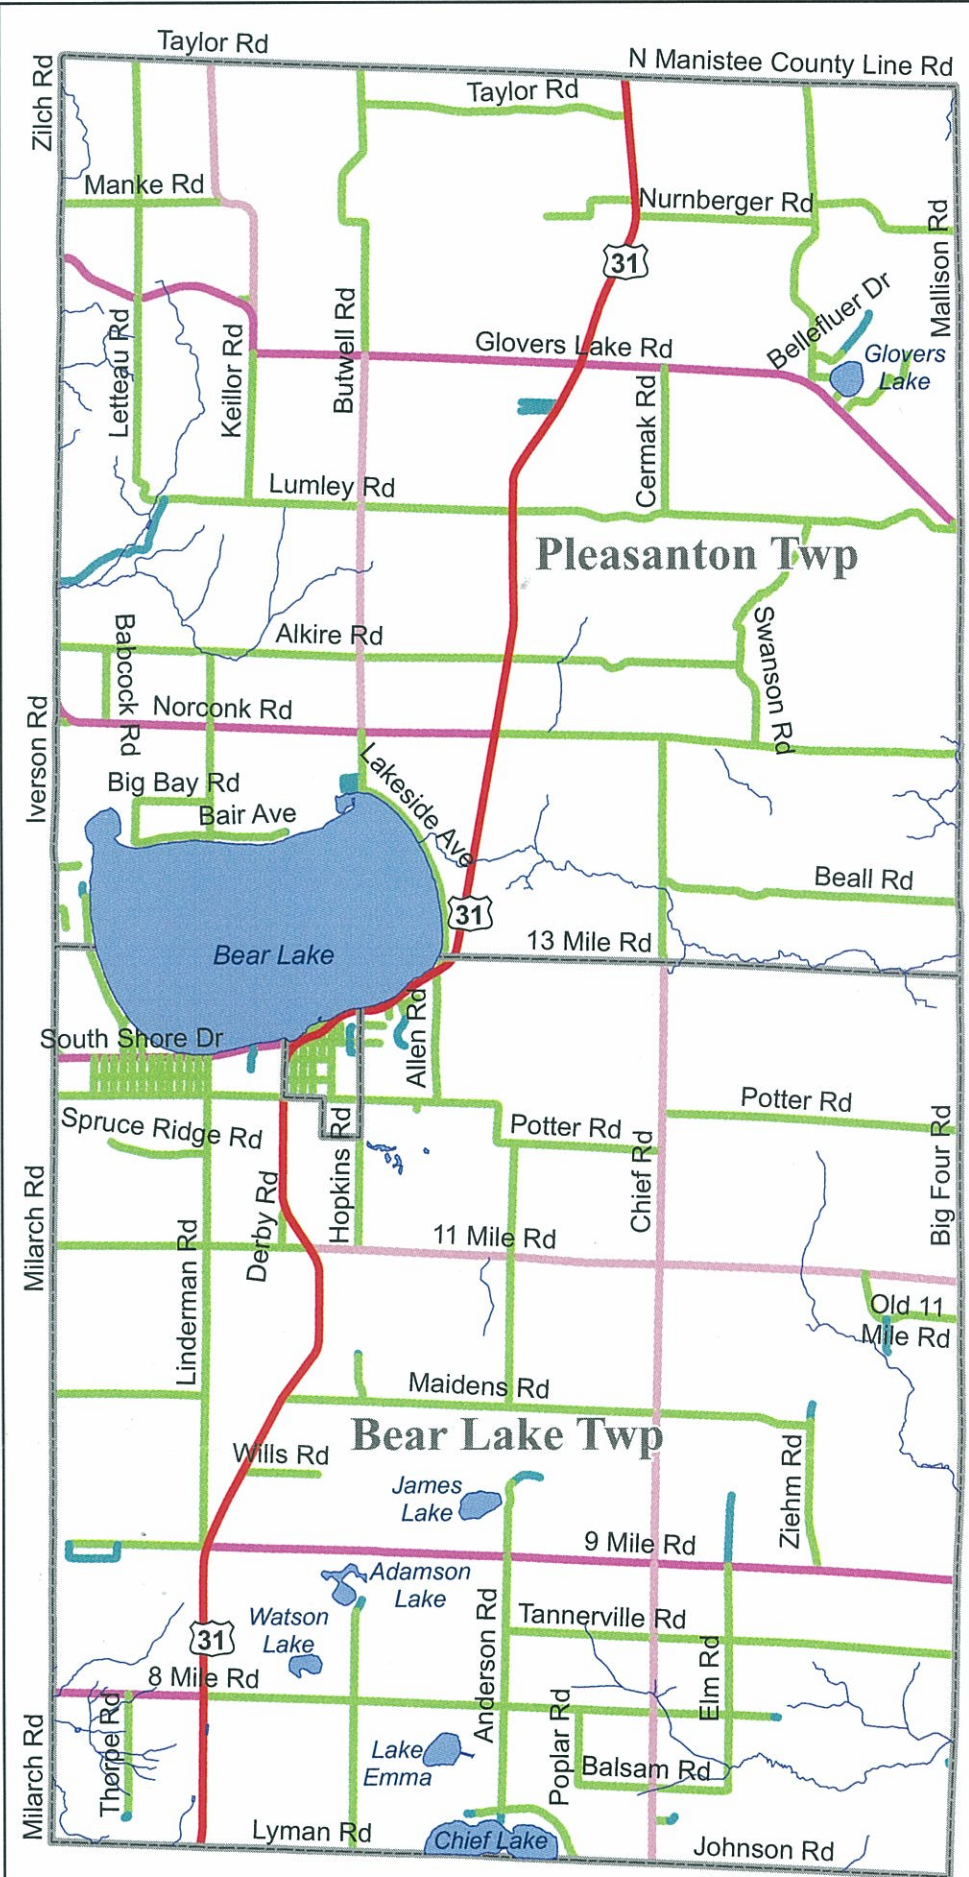 Taylor Rd
N Manistee County Line Rd
Zilch Rd
Taylor Rd
Manke Rd
Nurnberger Rd
Mallison Rd
31
Bellefluer Dr
Letteau Rd
Keillor Rd
Butwell Rd
Glovers Lake Rd
Glovers
Lake
Cermak Rd
Lumley Rd
Pleasanton Twp
Babcock Rd
Alkire Rd
Swanson Rd
Iverson Rd
Norconk Rd
Big Bay Rd
Bair Ave
Lakeside Ave
Beall Rd
31
13 Mile Rd
Bear Lake
South Shore Dr
Allen Rd
Spruce Ridge Rd
Hopkins Rd
Potter Rd
Potter Rd
Chief Rd
Big Four Rd
Milarch Rd
Linderman Rd
Derby Rd
11 Mile Rd
Old 11
Mile Rd
Maidens Rd
Bear Lake Twp
Wills Rd
James
Lake
Ziehm Rd
9 Mile Rd
Adamson
Lake
Watson
Lake
Anderson Rd
Tannerville Rd
31
8 Mile Rd
Elm Rd
Thorpe Rd
Milarch Rd
Lake
Emma
Poplar Rd
Balsam Rd
Lyman Rd
Chief Lake
Johnson Rd